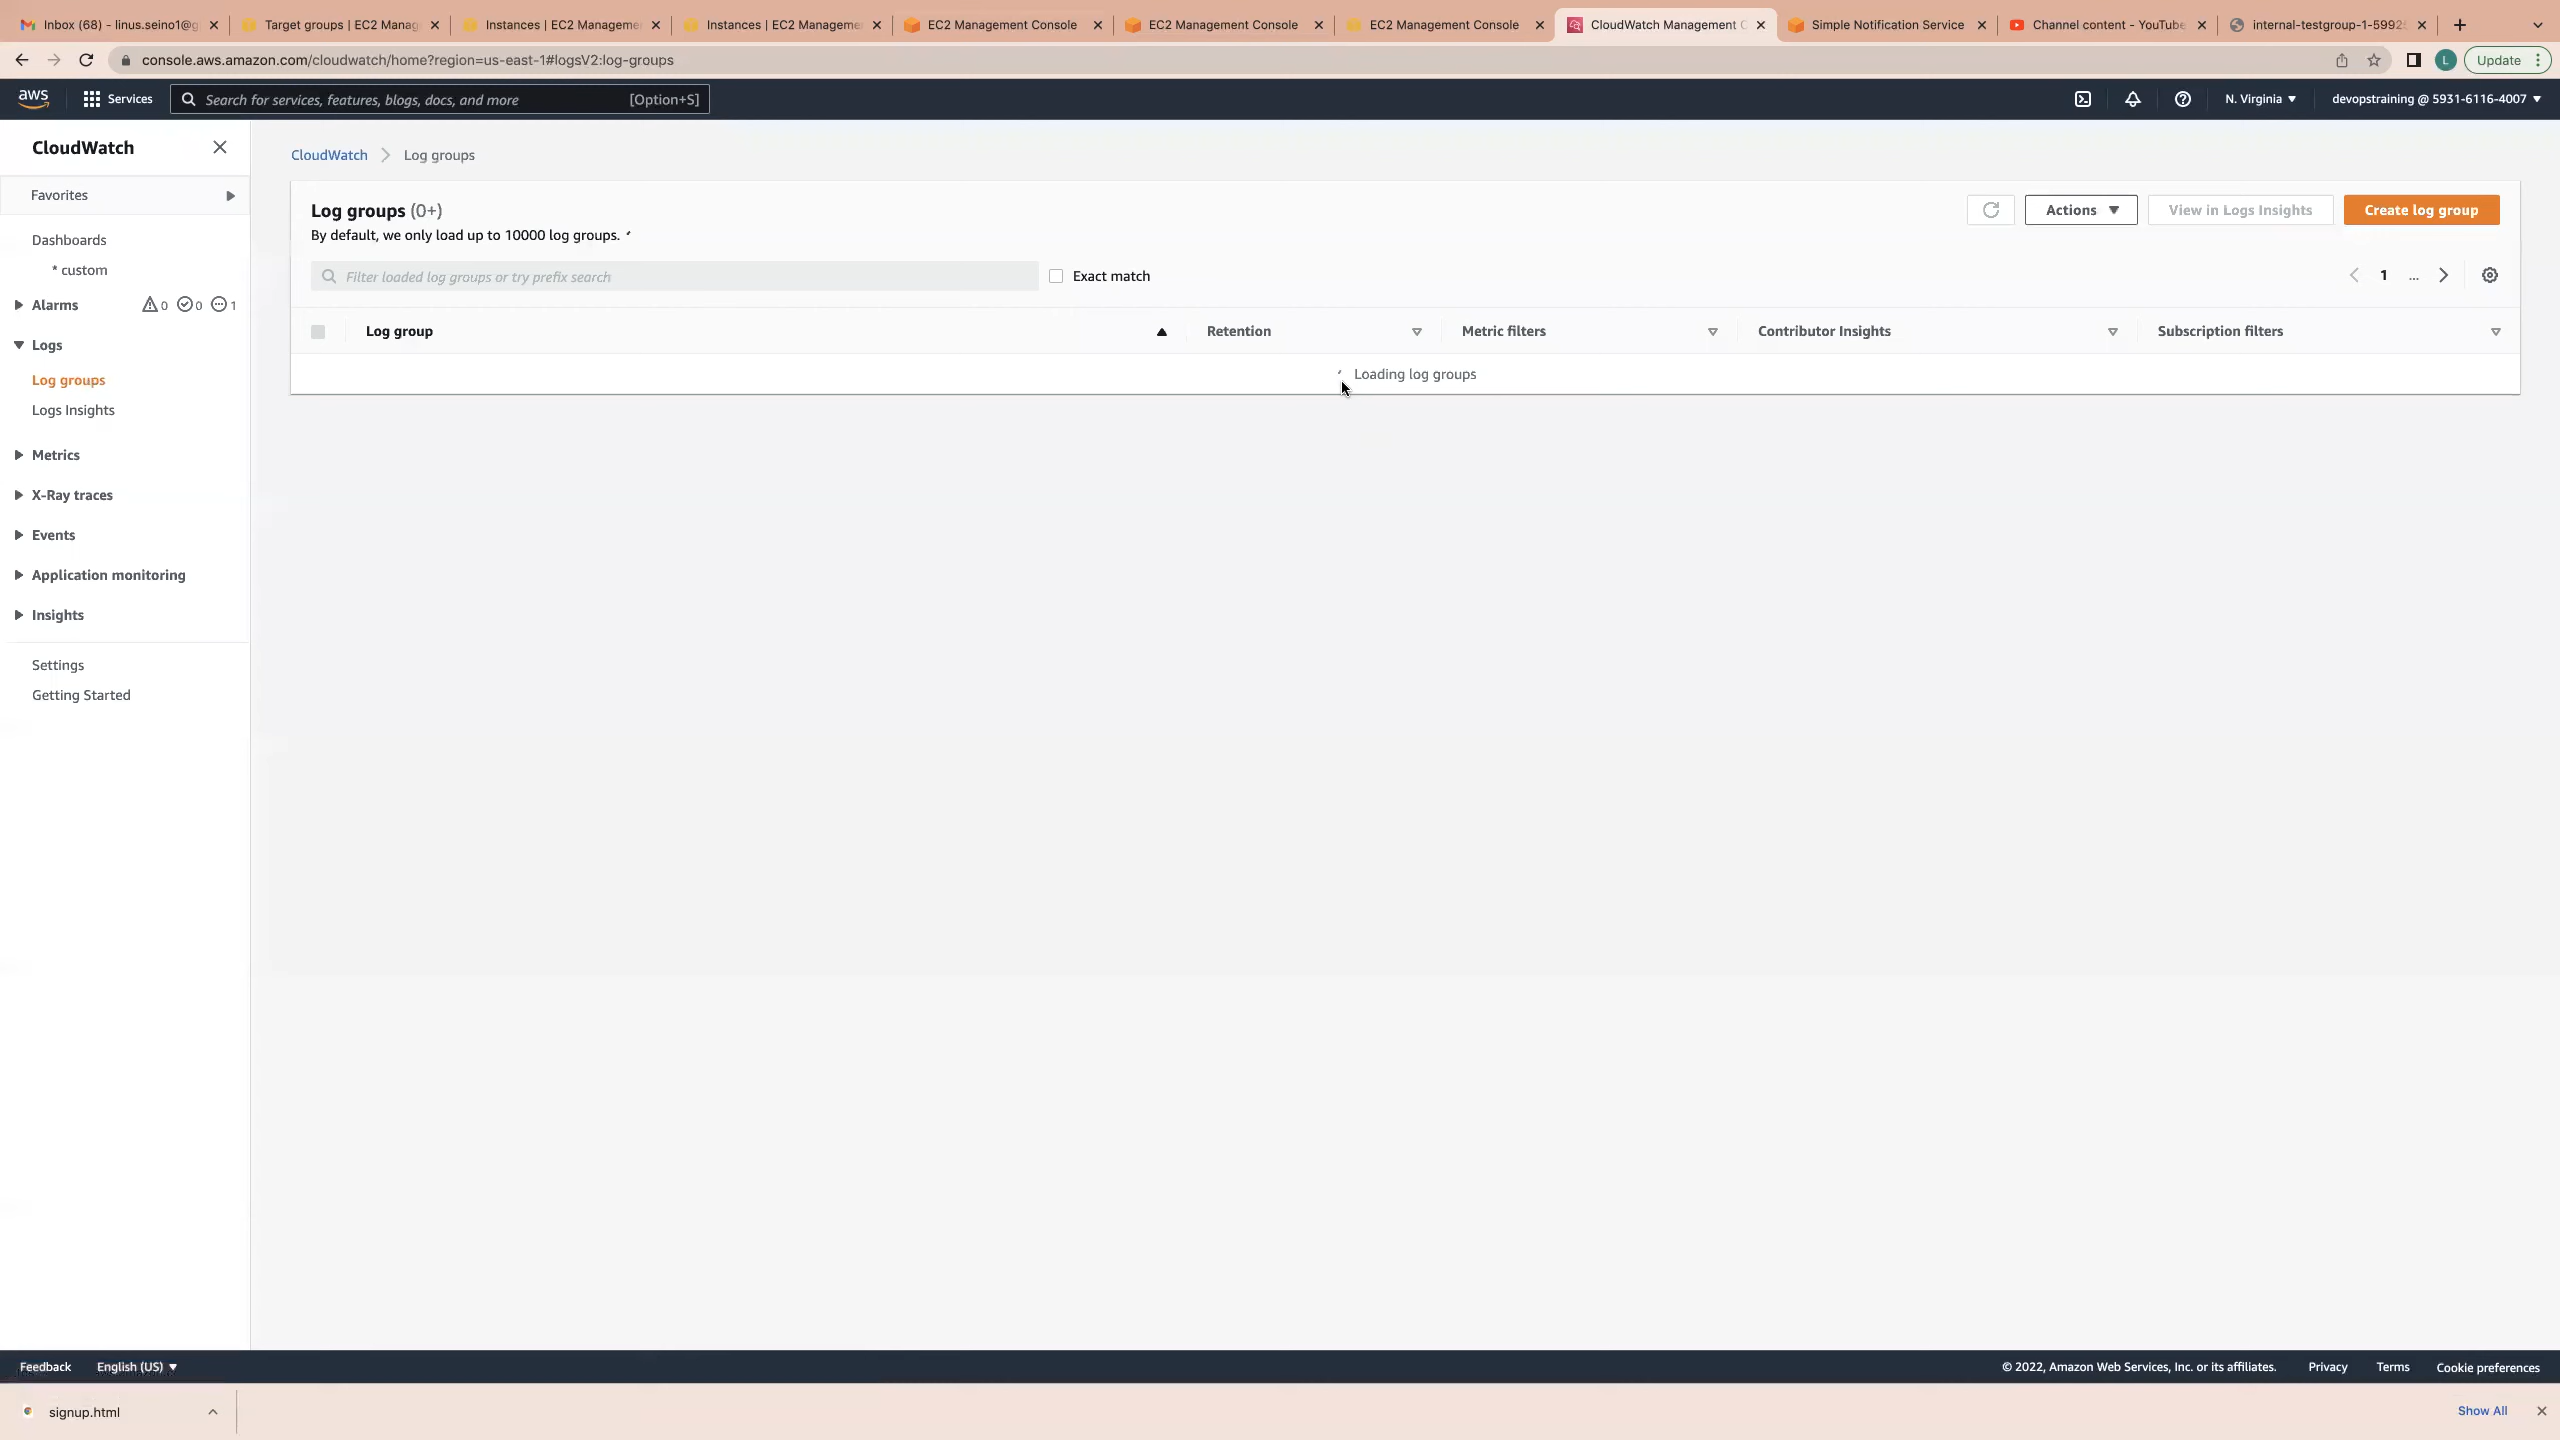 Inbox (68) - linus.seino1@g
Target groups | EC2 Manag
Instances | EC2 Manageme
Instances | EC2 Manageme
EC2 Management Console
EC2 Management Console
EC2 Management Console
CloudWatch Management C
Simple Notification Service
Channel content - YouTube
internal-testgroup-1-5992
console.aws.amazon.com/cloudwatch/home?region=us-east-1#logsV2:log-groups
L
Update
aws
Services
Search for services, features, blogs, docs, and more
[Option+S]
N. Virginia
devopstraining @ 5931-6116-4007
CloudWatch
Favorites
Dashboards
* custom
Alarms
0
0
1
Logs
Log groups
Logs Insights
Metrics
X-Ray traces
Events
Application monitoring
Insights
Settings
Getting Started
CloudWatch
Log groups
Log groups (0+)
By default, we only load up to 10000 log groups.
Actions
View in Logs Insights
Create log group
Filter loaded log groups or try prefix search
Exact match
1
...
Log group
Retention
Metric filters
Contributor Insights
Subscription filters
Loading log groups
Feedback
English (US)
© 2022, Amazon Web Services, Inc. or its affiliates.
Privacy
Terms
Cookie preferences
signup.html
Show All